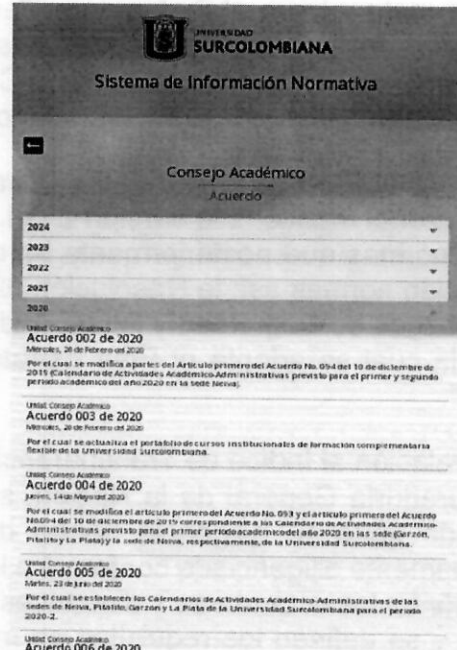 UNIVERSIDAD
SURCOLOMBIANA
Sistema de Información Normativa
←
Consejo Académico
Acuerdo
2024
2023
2022
2021
2020
Unidad: Consejo Académico
Acuerdo 002 de 2020
Miércoles, 26 de Febrero del 2020
Por el cual se modifica apartes del Artículo primero del Acuerdo No. 094 del 10 de diciembre de
2019 (Calendario de Actividades Académico-Administrativas previsto para el primer y segundo
período académico del año 2020 en la sede Neiva).
Unidad: Consejo Académico
Acuerdo 003 de 2020
Miércoles, de Febrero del 2020
Por el cual se actualiza el portafolio de cursos institucionales de formación complementaria
flexible de la Universidad Surcolombiana.
Unidad: Consejo Académico
Acuerdo 004 de 2020
Jueves, 14 de Mayo del 2020
Por el cual se modifica el artículo primero del Acuerdo No. 093 y el artículo primero del Acuerdo
No.094 del 10 de diciembre de 2019 correspondiente a las Calendario de Actividades Académico-
Administrativas previsto para el primer período académico del año 2020 en las sede (Garzón,
Pitalito y La Plata) y la sede de Neiva, respectivamente, de la Universidad Surcolombiana.
Unidad: Consejo Académico
Acuerdo 005 de 2020
Martes, 23 de Junio del 2020
Por el cual se establecen los Calendarios de Actividades Académico-Administrativas de las
sedes de Neiva, Pitalito, Garzón y La Plata de la Universidad Surcolombiana para el período
2020-2.
Unidad: Consejo Académico
Acuerdo 006 de 2020